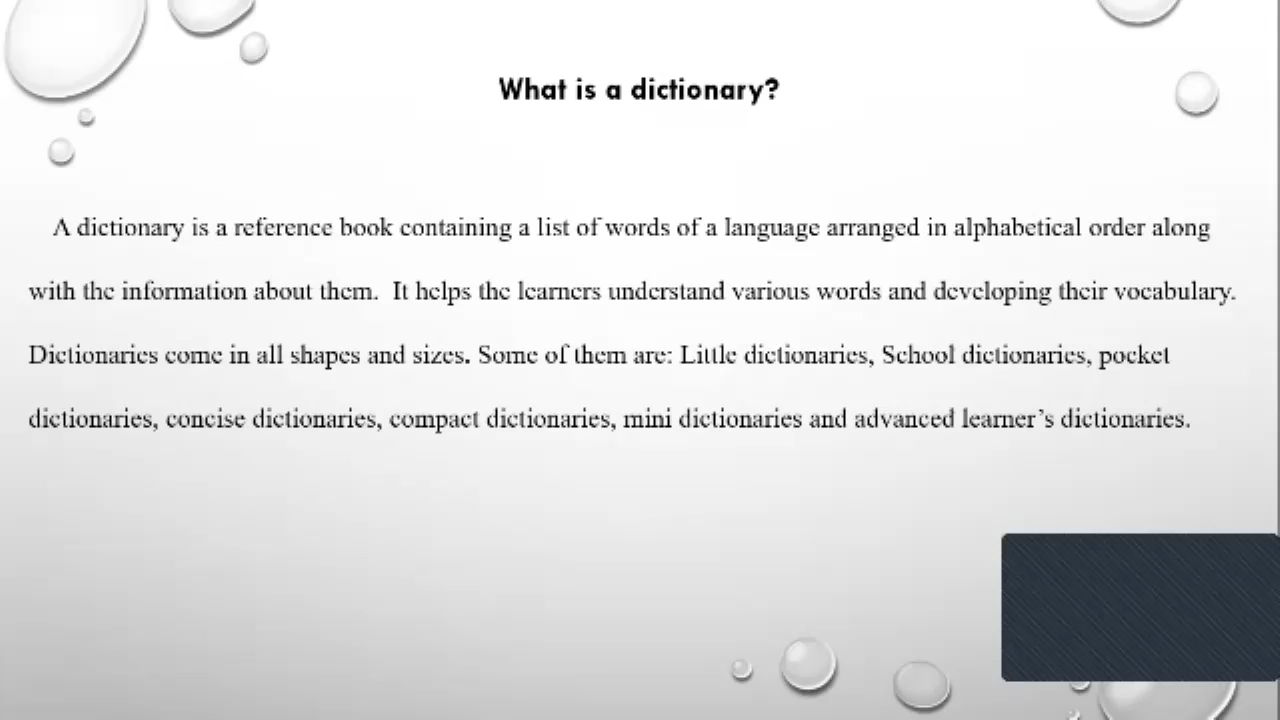 What is a dictionary?
A dictionary is a reference book containing a list of words of a language arranged in alphabetical order along
with the information about them. It helps the learners understand various words and developing their vocabulary.
Dictionaries come in all shapes and sizes. Some of them are: Little dictionaries, School dictionaries, pocket
dictionaries, concise dictionaries, compact dictionaries, mini dictionaries and advanced learner’s dictionaries.